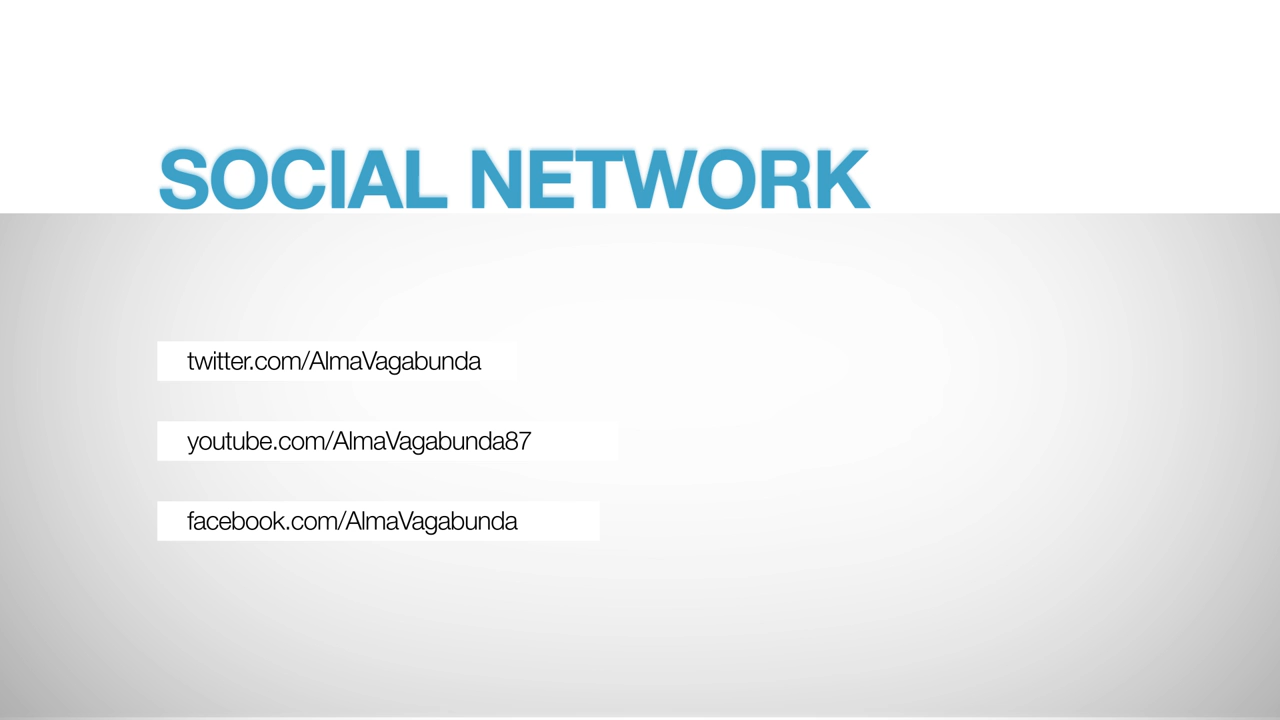 SOCIAL NETWORK
twitter.com/AlmaVagabunda
youtube.com/AlmaVagabunda87
facebook.com/AlmaVagabunda